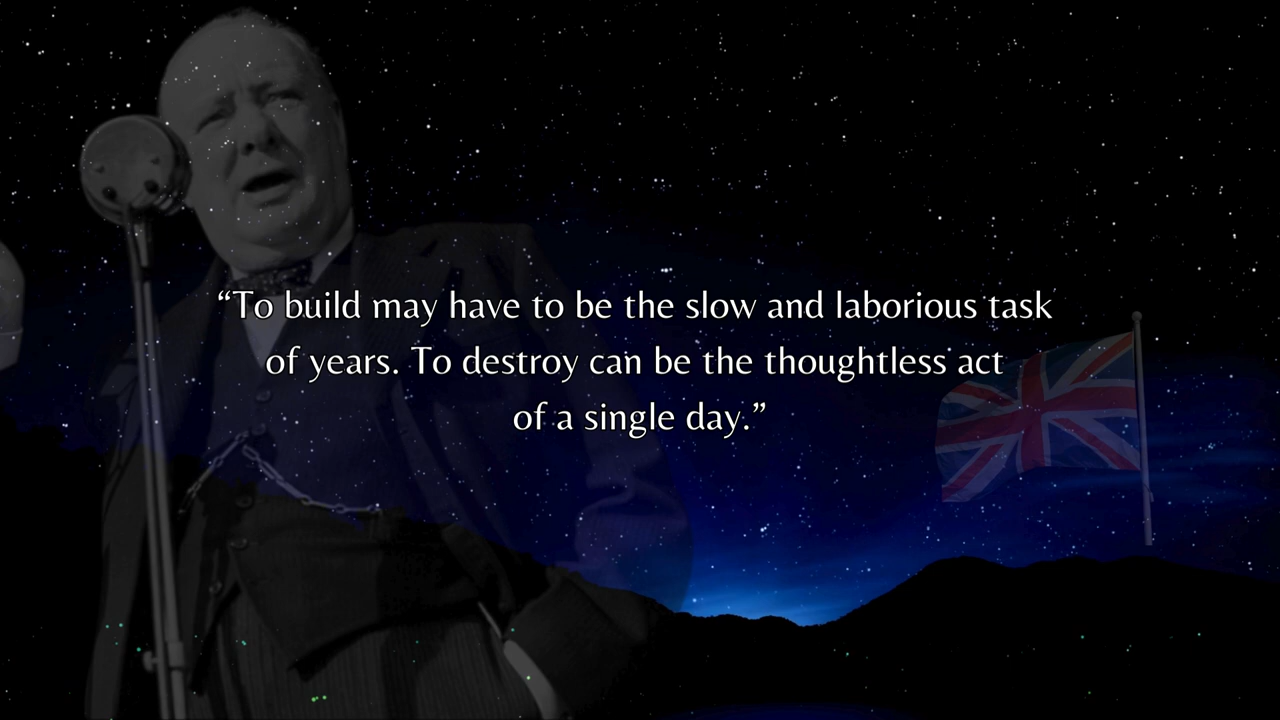 “To build may have to be the slow and laborious task
of years. To destroy can be the thoughtless act
of a single day.”